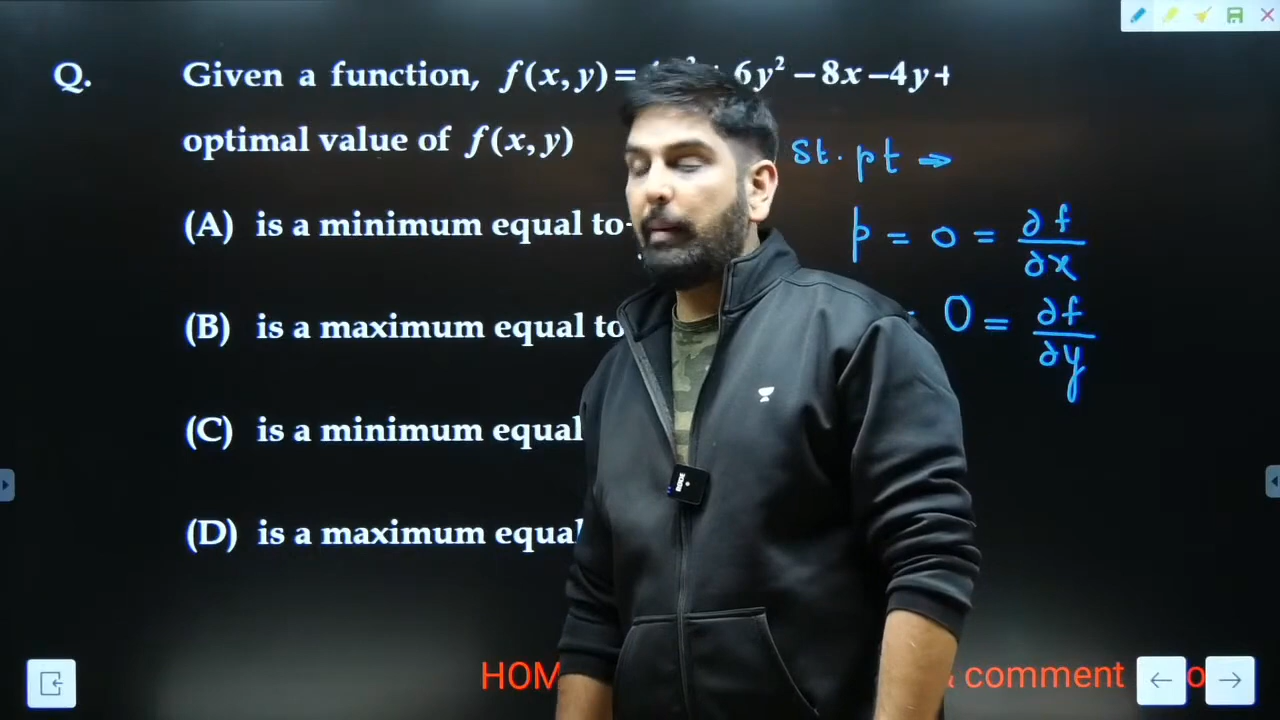 Q. Given a function, f(x, y) = 6y² − 8x − 4y +
optimal value of f(x, y)
St. pt →
(A) is a minimum equal to
p = 0 = ∂f/∂x
(B) is a maximum equal to
0 = ∂f/∂y
(C) is a minimum equal
(D) is a maximum equal
comment